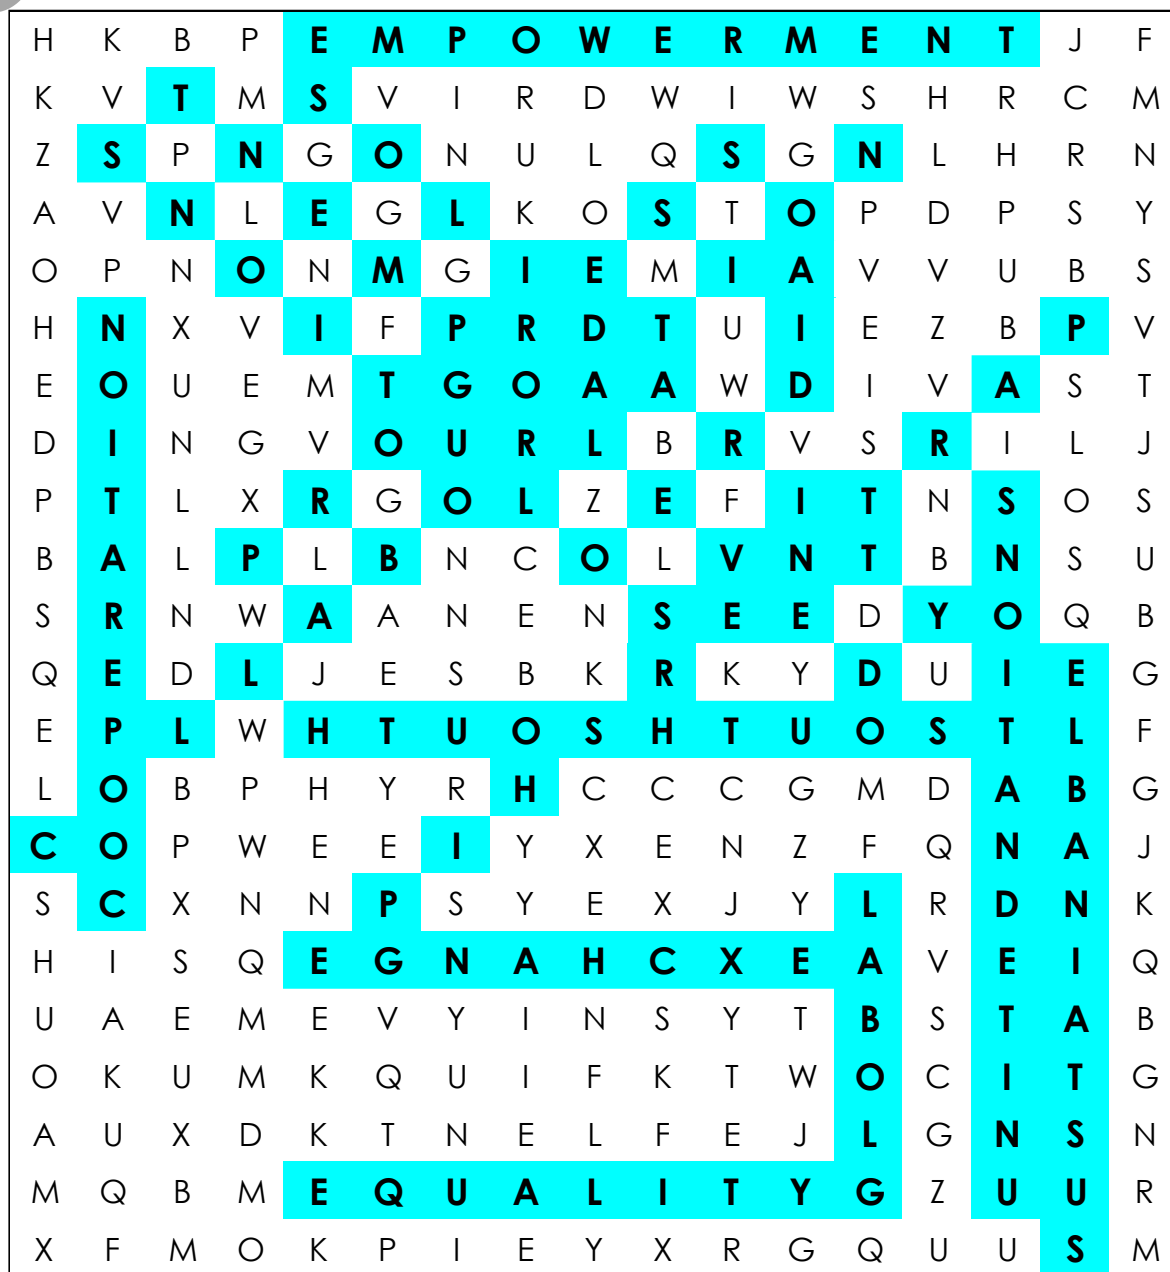 H K B P E M P O W E R M E N T J F
K V T M S V I R D W I W S H R C M
Z S P N G O N U L Q S G N L H R N
A V N L E G L K O S T O P D P S Y
O P N O N M G I E M I A V V U B S
H N X V I F P R D T U I E Z B P V
E O U E M T G O A A W D I V A S T
D I N G V O U R L B R V S R I L J
P T L X R G O L Z E F I T N S O S
B A L P L B N C O L V N T B N S U
S R N W A A N E N S E E D Y O Q B
Q E D L J E S B K R K Y D U I E G
E P L W H T U O S H T U O S T L F
L O B P H Y R H C C C G M D A B G
C O P W E E I Y X E N Z F Q N A J
S C X N N P S Y E X J Y L R D N K
H I S Q E G N A H C X E A V E I Q
U A E M E V Y I N S Y T B S T A B
O K U M K Q U I F K T W O C I T G
A U X D K T N E L F E J L G N S N
M Q B M E Q U A L I T Y G Z U U R
X F M O K P I E Y X R G Q U U S M